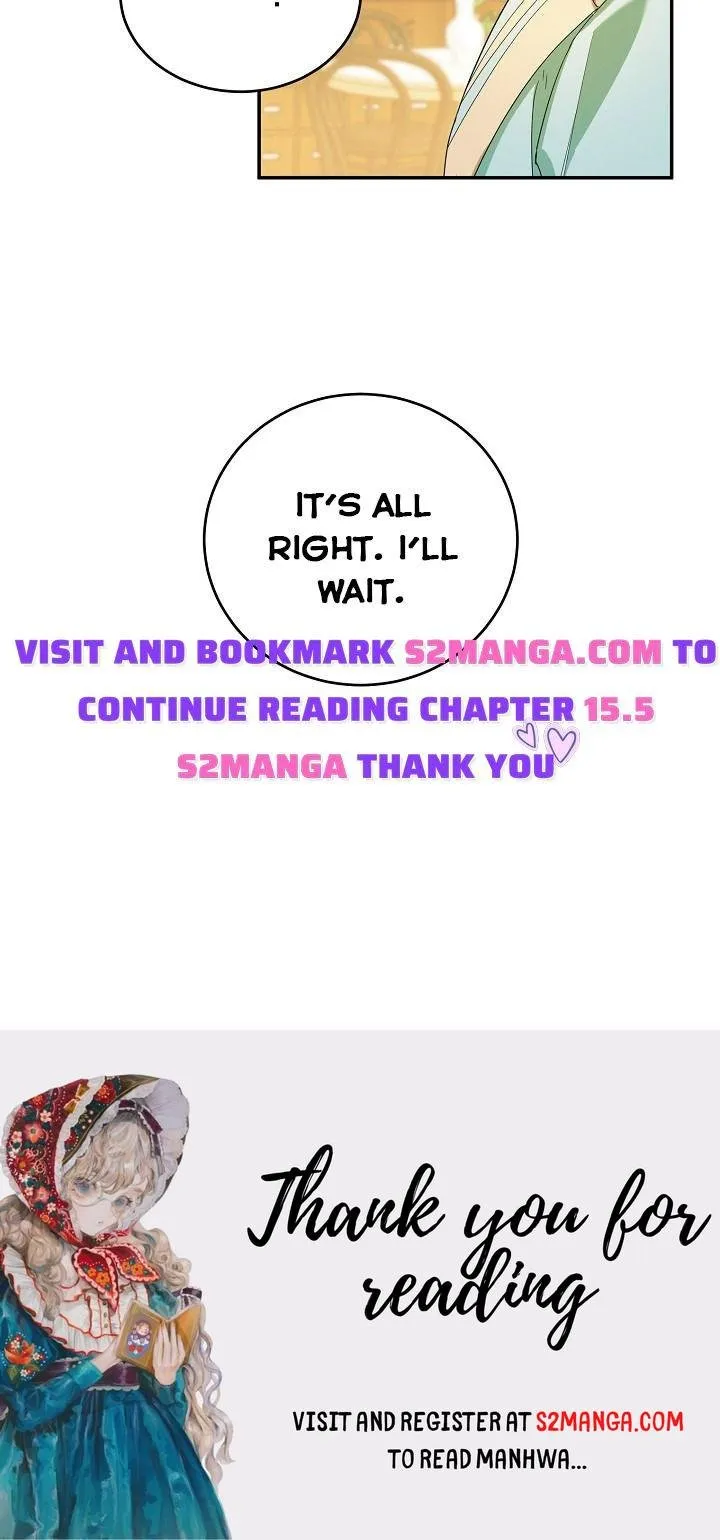 IT'S ALL
RIGHT. I'LL
WAIT.
VISIT AND BOOKMARK S2MANGA.COM TO
CONTINUE READING CHAPTER 15.5
S2MANGA THANK YOU
Thank you for
reading
VISIT AND REGISTER AT S2MANGA.COM
TO READ MANHWA...